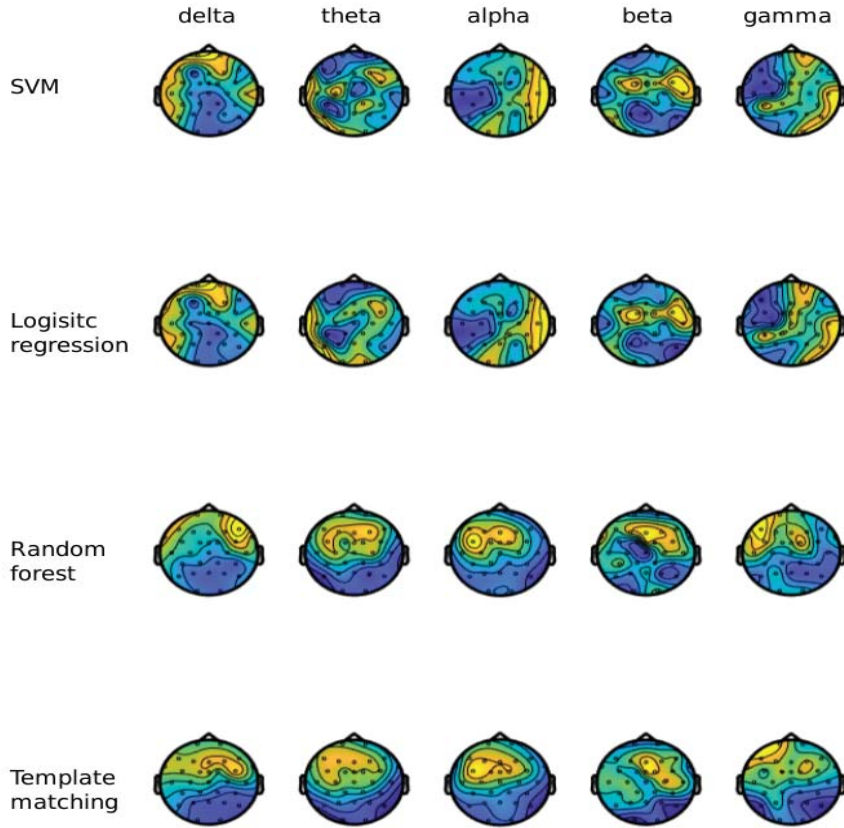 delta theta alpha beta gamma
SVM
Logisitc
regression
Random
forest
Template
matching